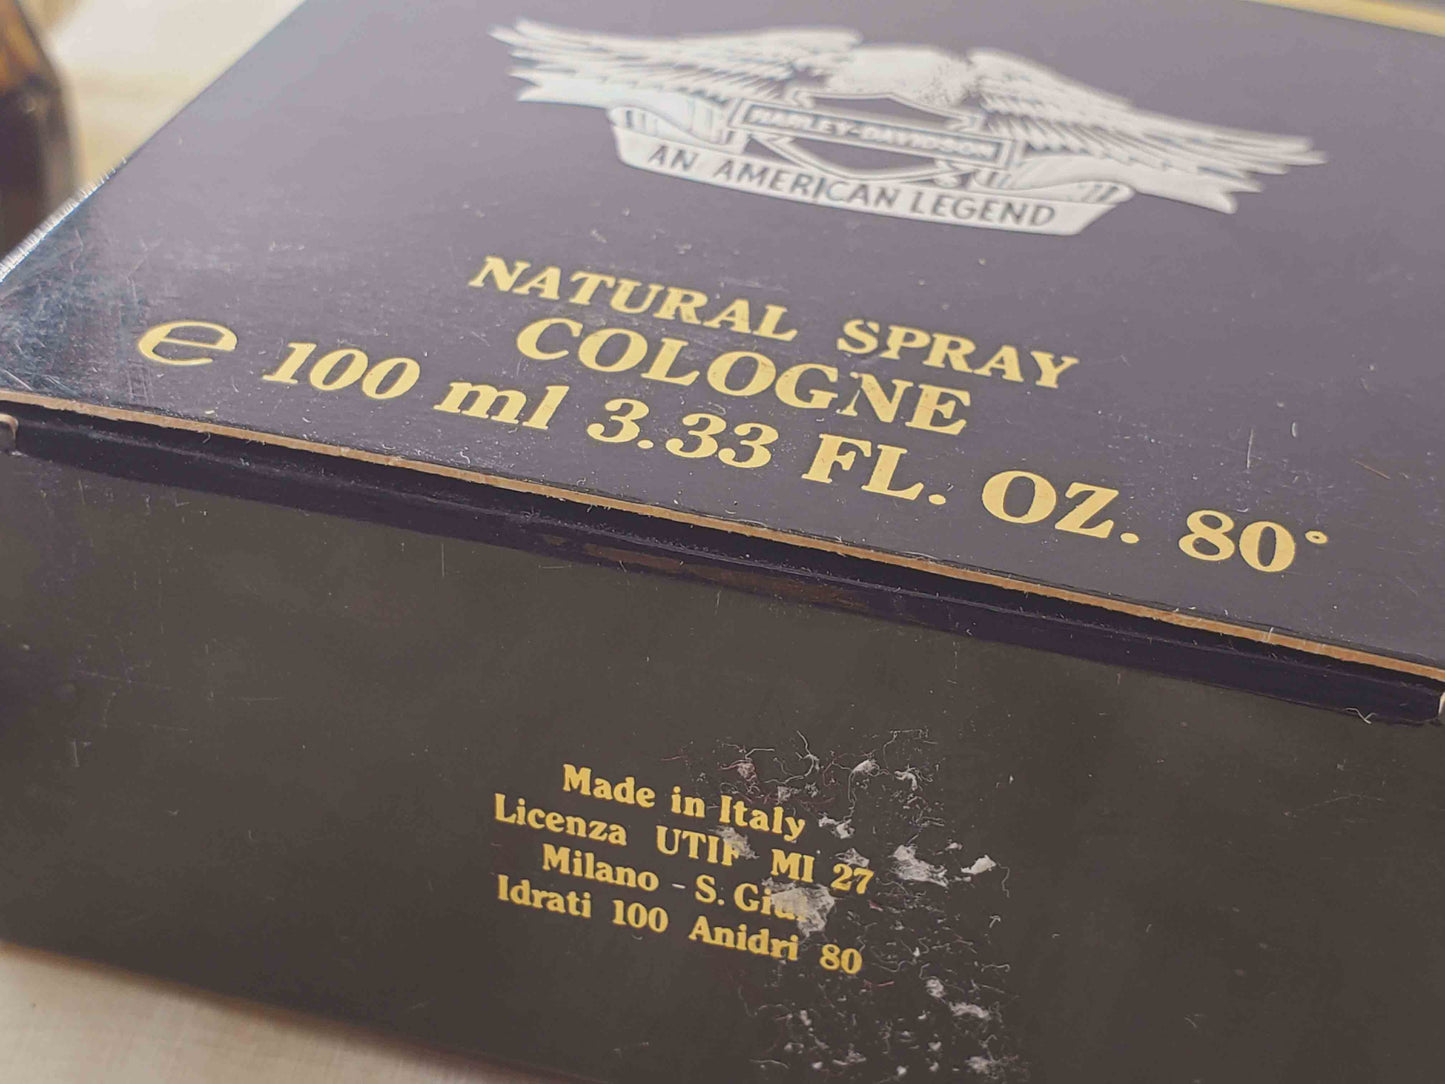 HARLEY-DAVIDSON
AN AMERICAN LEGEND
NATURAL SPRAY
COLOGNE
e 100 ml 3.33 FL. OZ. 80°
Made in Italy
Licenza UTIF MI 27
Milano - S.
Idrati 100 Anidri 80